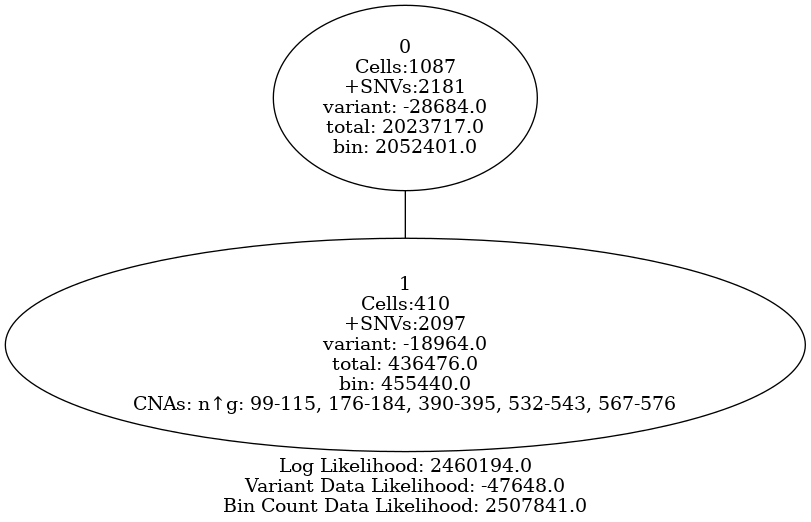 0
Cells:1087
+SNVs:2181
variant: -28684.0
total: 2023717.0
bin: 2052401.0
1
Cells:410
+SNVs:2097
variant: -18964.0
total: 436476.0
bin: 455440.0
CNAs: n↑g: 99-115, 176-184, 390-395, 532-543, 567-576
Log Likelihood: 2460194.0
Variant Data Likelihood: -47648.0
Bin Count Data Likelihood: 2507841.0